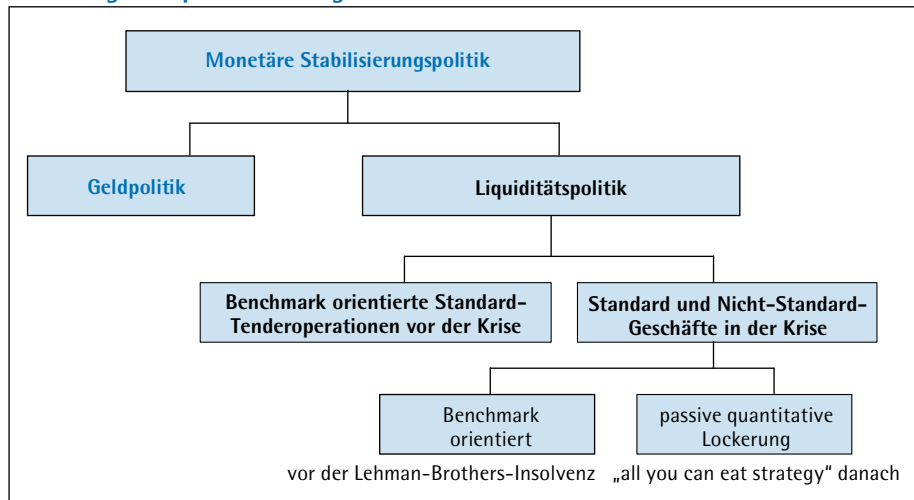 Monetäre Stabilisierungspolitik
Geldpolitik
Liquiditätspolitik
Benchmark orientierte Standard-
Tenderoperationen vor der Krise
Standard und Nicht-Standard-
Geschäfte in der Krise
Benchmark
orientiert
passive quantitative
Lockerung
vor der Lehman-Brothers-Insolvenz
„all you can eat strategy“ danach